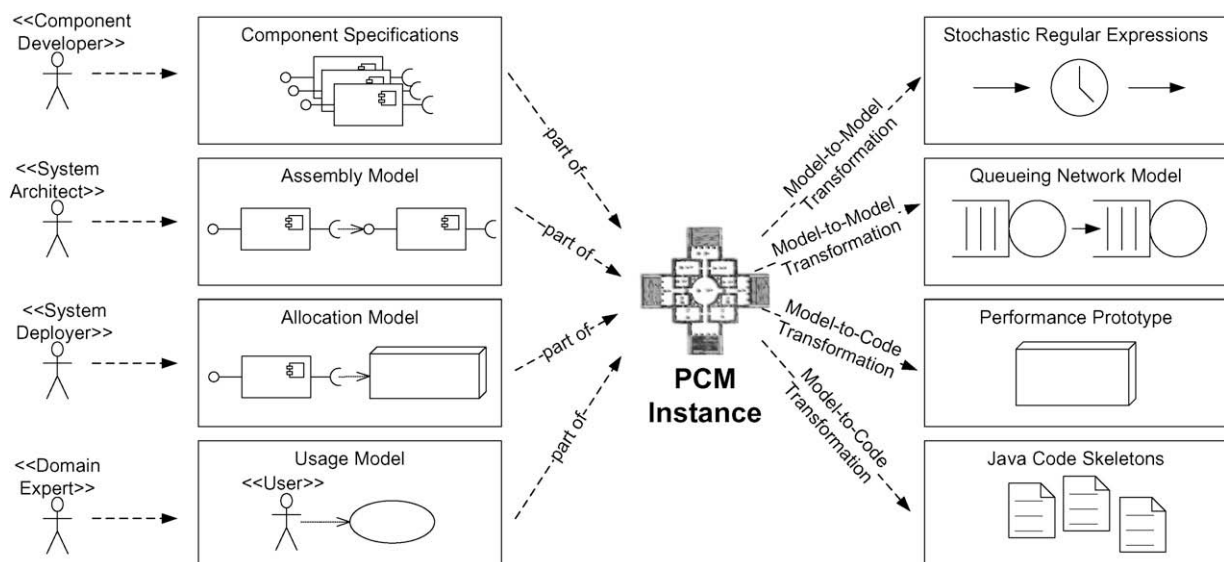 <<Component
Developer>>
Component Specifications
<<System
Architect>>
Assembly Model
<<System
Deployer>>
Allocation Model
<<Domain
Expert>>
Usage Model
<<User>>
part of
part of
part of
part of
PCM
Instance
Model-to-Model
Transformation
Model-to-Model
Transformation
Model-to-Code
Transformation
Model-to-Code
Transformation
Stochastic Regular Expressions
Queueing Network Model
Performance Prototype
Java Code Skeletons